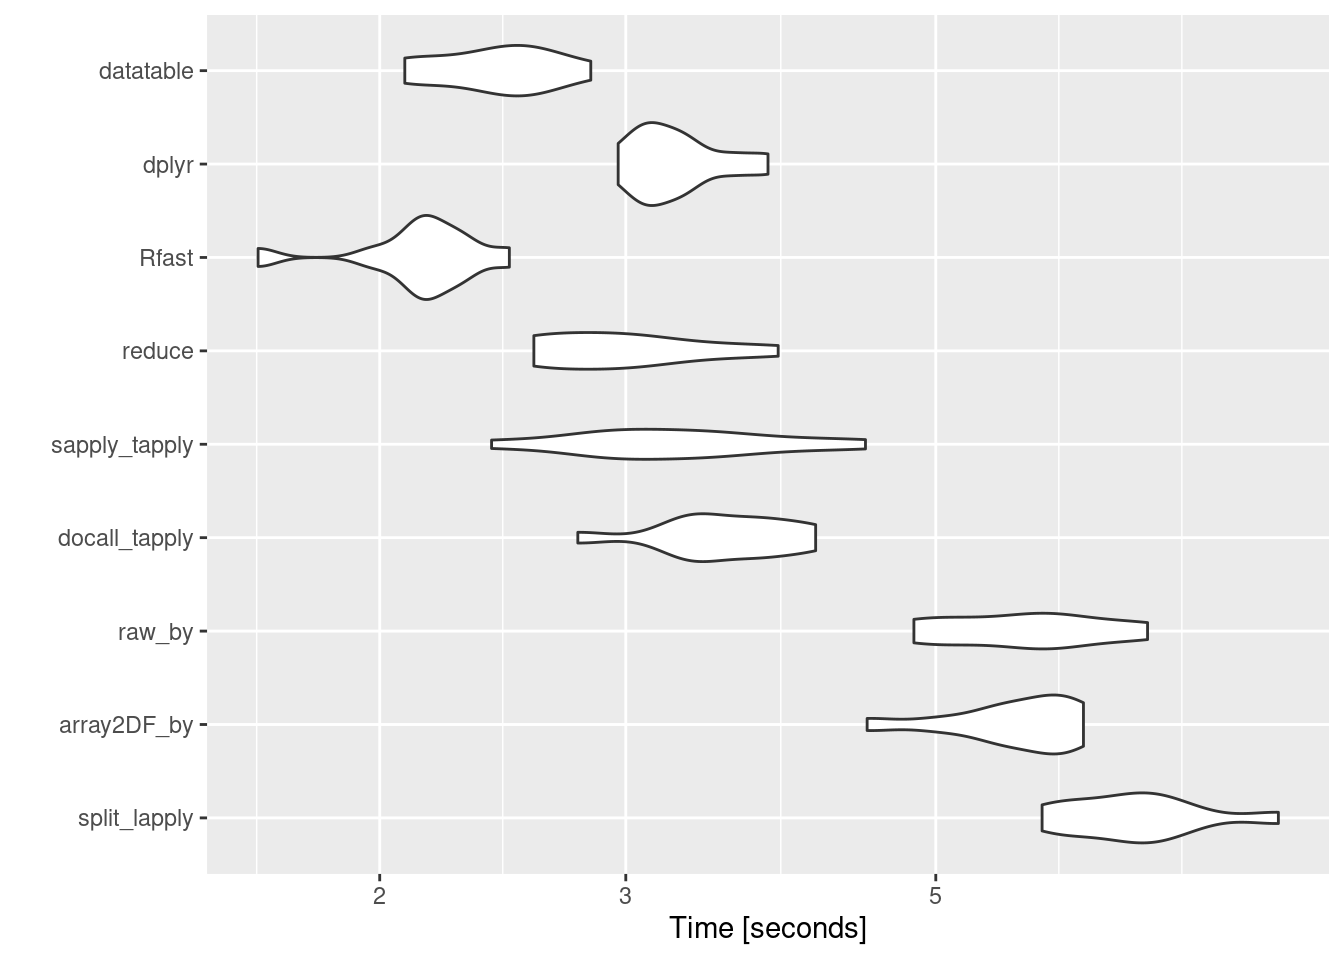 datatable
dplyr
Rfast
reduce
sapply_tapply
docall_tapply
raw_by
array2DF_by
split_lapply
2 3 5
Time [seconds]